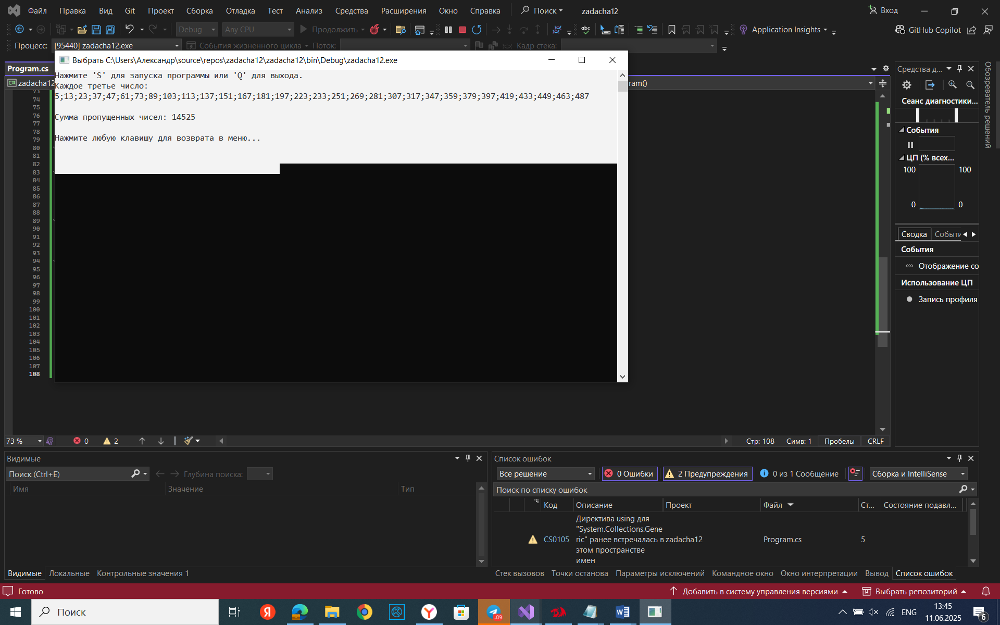 Файл Правка Вид Git Проект Сборка Отладка Тест Анализ Средства Расширения Окно Справка Поиск zadacha12 Вход
Debug Any CPU Продолжить Application Insights GitHub Copilot
Процесс: [95440] zadacha12.exe События жизненного цикла Поток: Кадр стека:
Выбрать C:\Users\Александр\source\repos\zadacha12\zadacha12\bin\Debug\zadacha12.exe
Program.cs
zadacha12
ram()
Нажмите 'S' для запуска программы или 'Q' для выхода.
Каждое третье число:
5;13;23;37;47;61;73;89;103;113;137;151;167;181;197;223;233;251;269;281;307;317;347;359;379;397;419;433;449;463;487
Сумма пропущенных чисел: 14525
Нажмите любую клавишу для возврата в меню...
73
74
75
76
77
78
79
80
81
82
83
84
85
86
87
88
89
90
91
92
93
94
95
96
97
98
99
100
101
102
103
104
105
106
107
108
Средства д...
Сеанс диагностики...
События
ЦП (% всех...
100 100
0 0
Сводка Событи
События
Отображение со
Использование ЦП
Запись профиля
Обозреватель решений
73 % 0 2 Стр: 108 Симв: 1 Пробелы CRLF
Видимые
Поиск (Ctrl+E) Глубина поиска:
Имя Значение Тип
Видимые Локальные Контрольные значения 1
Список ошибок
Все решение 0 Ошибки 2 Предупреждения 0 из 1 Сообщение Сборка и IntelliSense
Поиск по списку ошибок
Код Описание Проект Файл Ст... Состояние подавл...
Директива using для
"System.Collections.Gene
CS0105 ric" ранее встречалась в zadacha12 Program.cs 5
этом пространстве
имен
Стек вызовов Точки останова Параметры исключений Командное окно Окно интерпретации Вывод Список ошибок
Готово Добавить в систему управления версиями Выбрать репозиторий
Поиск
..09
ENG
13:45
11.06.2025
6